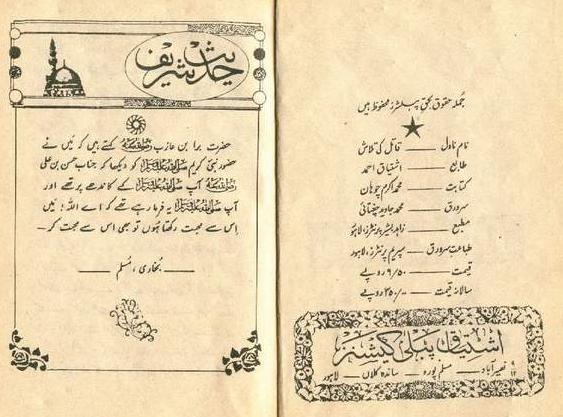 حدیث شریف
حضرت برا بن عازب رضی اللہ عنہ کہتے ہیں کہ میں نے
حضور نبی کریم صلی اللہ علیہ وسلم کو دیکھا کہ جناب حسن بن علی
رضی اللہ عنہ آپ صلی اللہ علیہ وسلم کے کاندھے پر تھے اور
آپ صلی اللہ علیہ وسلم یہ فرما رہے تھے کہ اے اللہ! میں
اس سے محبت رکھتا ہوں تو بھی اس سے محبت کر۔
بخاری، مسلم
جملہ حقوق بحق پبلشرز محفوظ ہیں
نام ناول — قاتل کی تلاش
طابع — اشتیاق احمد
کتابت — محمد اکرم چوہان
سرورق — محمد جاوید چغتائی
مطبع — زاہد بشیر پرنٹرز، لاہور
طباعت سرورق — سپریم پرنٹرز، لاہور
قیمت — ۶/۵۰ روپے
سالانہ قیمت — ۲۵۰/۰۰ روپے
اشتیاق پبلی کیشنز
۹/۱۲ نصیر آباد — مسلم پورہ — ساندہ کلاں — لاہور